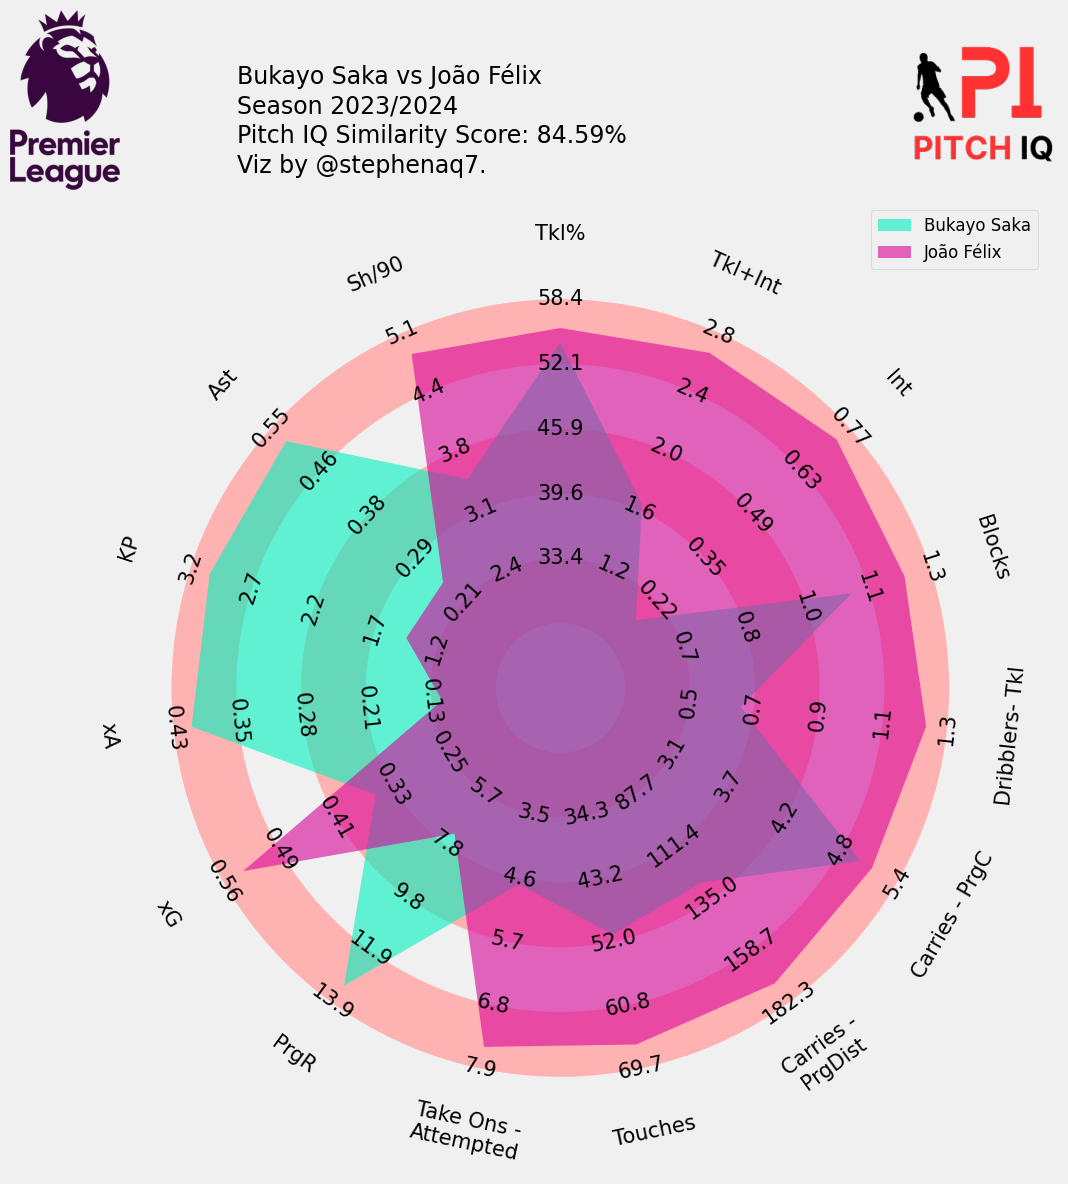 Premier
League
Bukayo Saka vs João Félix
Season 2023/2024
Pitch IQ Similarity Score: 84.59%
Viz by @stephenaq7.
PI
PITCH IQ
Bukayo Saka
João Félix
Tkl%
33.4
39.6
45.9
52.1
58.4
Tkl+Int
1.2
1.6
2.0
2.4
2.8
Int
0.22
0.35
0.49
0.63
0.77
Blocks
0.7
0.8
1.0
1.1
1.3
Dribblers- Tkl
0.5
0.7
0.9
1.1
1.3
Carries - PrgC
3.1
3.7
4.2
4.8
5.4
Carries -
PrgDist
87.7
111.4
135.0
158.7
182.3
Touches
34.3
43.2
52.0
60.8
69.7
Take Ons -
Attempted
3.5
4.6
5.7
6.8
7.9
PrgR
5.7
7.8
9.8
11.9
13.9
xG
0.25
0.33
0.41
0.49
0.56
xA
0.13
0.21
0.28
0.35
0.43
KP
1.2
1.7
2.2
2.7
3.2
Ast
0.21
0.29
0.38
0.46
0.55
Sh/90
2.4
3.1
3.8
4.4
5.1